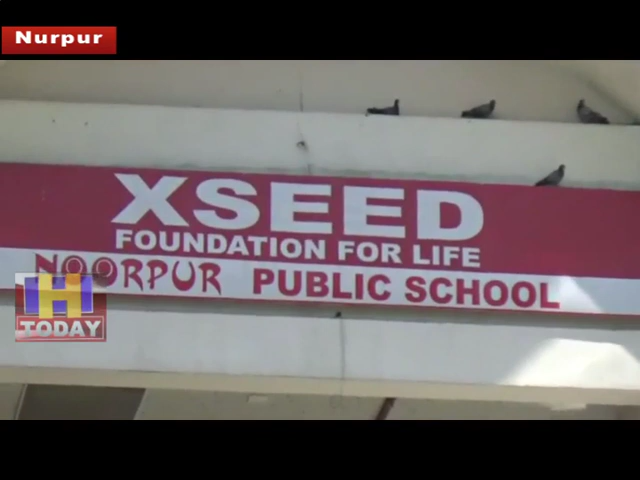 Nurpur
XSEED
FOUNDATION FOR LIFE
NOORPUR PUBLIC SCHOOL
H
TODAY